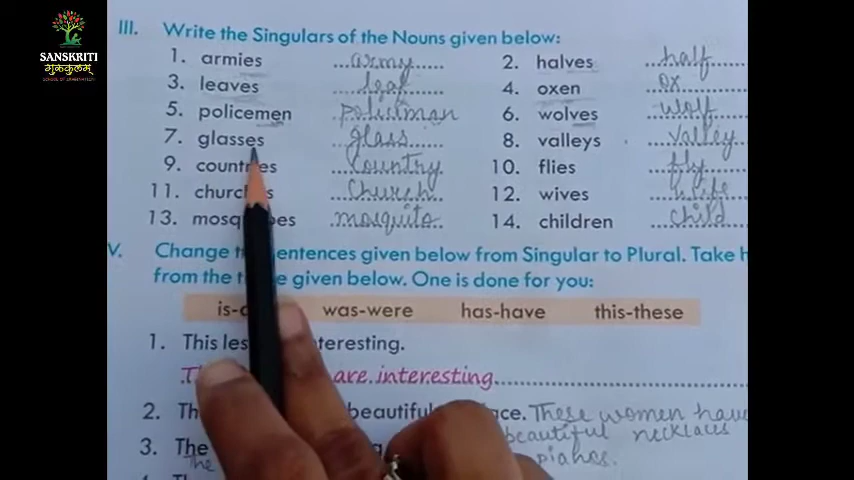 SANSKRITI
गुरुकुलम्
III. Write the Singulars of the Nouns given below:
1. armies ...army...... 2. halves ...half
3. leaves ...leaf...... 4. oxen ox
5. policemen policiman 6. wolves wolf
7. glasses glass 8. valleys valley
9. countries country 10. flies fly
11. churches church 12. wives wife
13. mosquitoes mosquito 14. children child
V. Change the sentences given below from Singular to Plural. Take
from the given below. One is done for you:
is- was-were has-have this-these
1. This interesting.
are interesting
2. beautiful These women have
beautiful necklaces
3. The pianos.
The